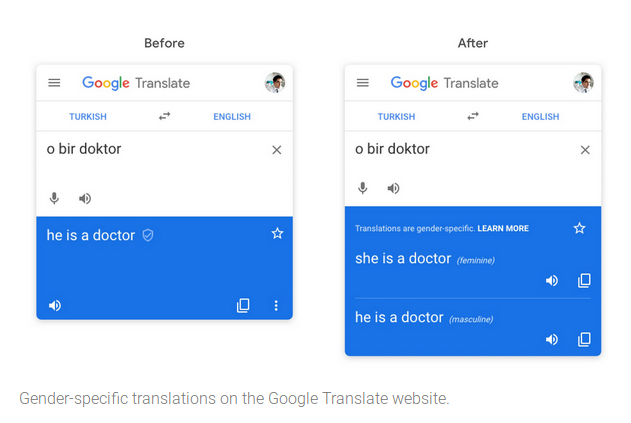 Before
After
Google Translate
Google Translate
TURKISH
ENGLISH
TURKISH
ENGLISH
o bir doktor
o bir doktor
he is a doctor
Translations are gender-specific. LEARN MORE
she is a doctor (feminine)
he is a doctor (masculine)
Gender-specific translations on the Google Translate website.